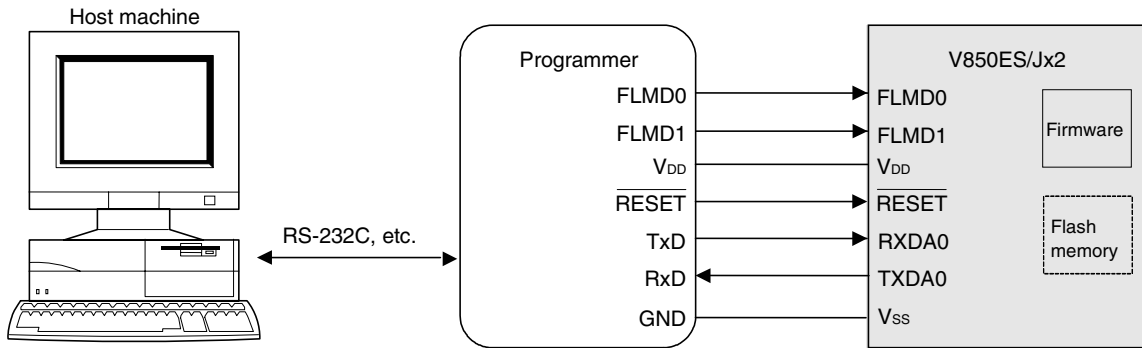 Host machine
RS-232C, etc.
Programmer
FLMD0
FLMD1
VDD
RESET
TxD
RxD
GND
V850ES/Jx2
FLMD0
FLMD1
VDD
RESET
RXDA0
TXDA0
VSS
Firmware
Flash
memory